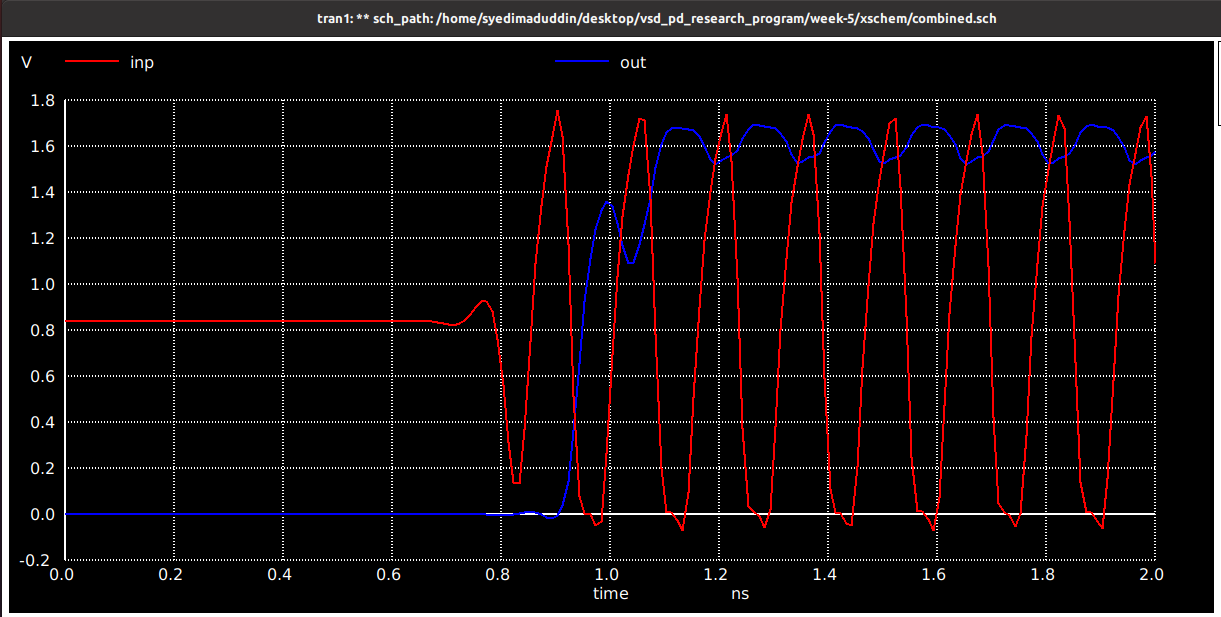 tran1: ** sch_path: /home/syedimaduddin/desktop/vsd_pd_research_program/week-5/xschem/combined.sch
V inp out
1.8
1.6
1.4
1.2
1.0
0.8
0.6
0.4
0.2
0.0
-0.2
0.0 0.2 0.4 0.6 0.8 1.0 1.2 1.4 1.6 1.8 2.0
time ns